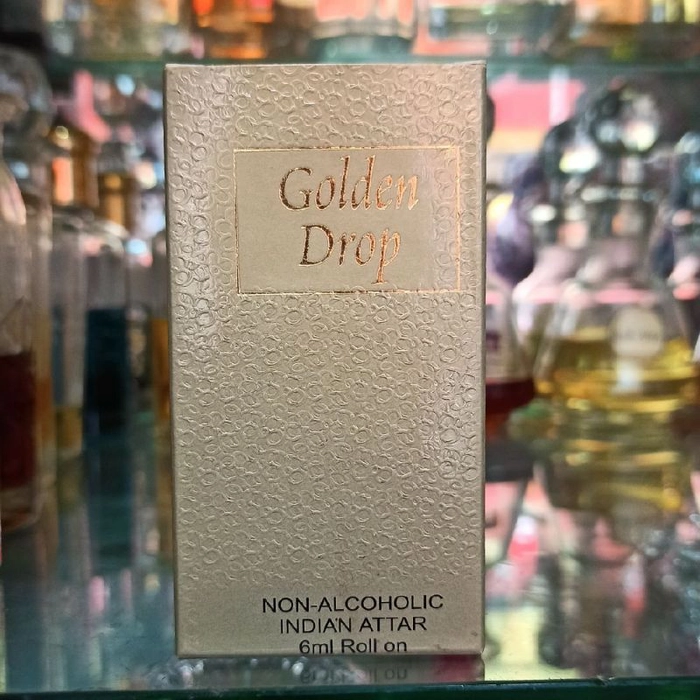 Golden
Drop
NON-ALCOHOLIC
INDIAN ATTAR
6ml Roll on